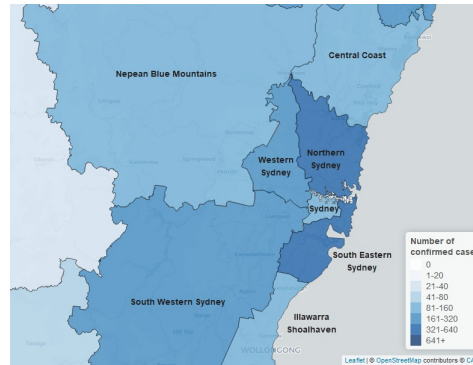 Central Coast
Nepean Blue Mountains
Western
Sydney
Northern
Sydney
Sydney
South Eastern
Sydney
South Western Sydney
Illawarra
Shoalhaven
WOLLONGONG
Number of
confirmed case
0
1-20
21-40
41-80
81-160
161-320
321-640
641+
Leaflet | © OpenStreetMap contributors © CA